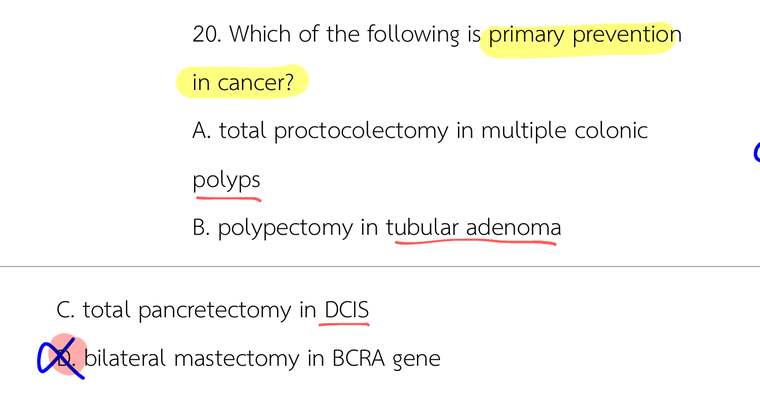 20. Which of the following is primary prevention
in cancer?
A. total proctocolectomy in multiple colonic
polyps
B. polypectomy in tubular adenoma
C. total pancretectomy in DCIS
D. bilateral mastectomy in BCRA gene